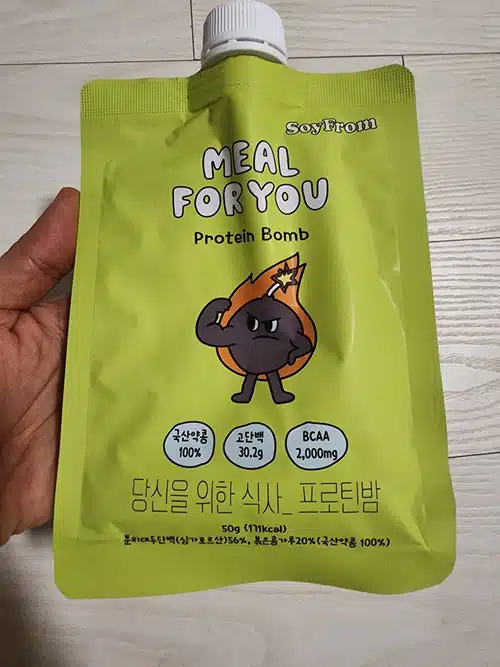 SoyFrom
MEAL
FOR YOU
Protein Bomb
국산약콩
100%
고단백
30.2g
BCAA
2,000mg
당신을 위한 식사_ 프로틴밤
50g (171kcal)
분리대두단백(싱가포르산)56%, 볶은콩가루20%(국산약콩 100%)